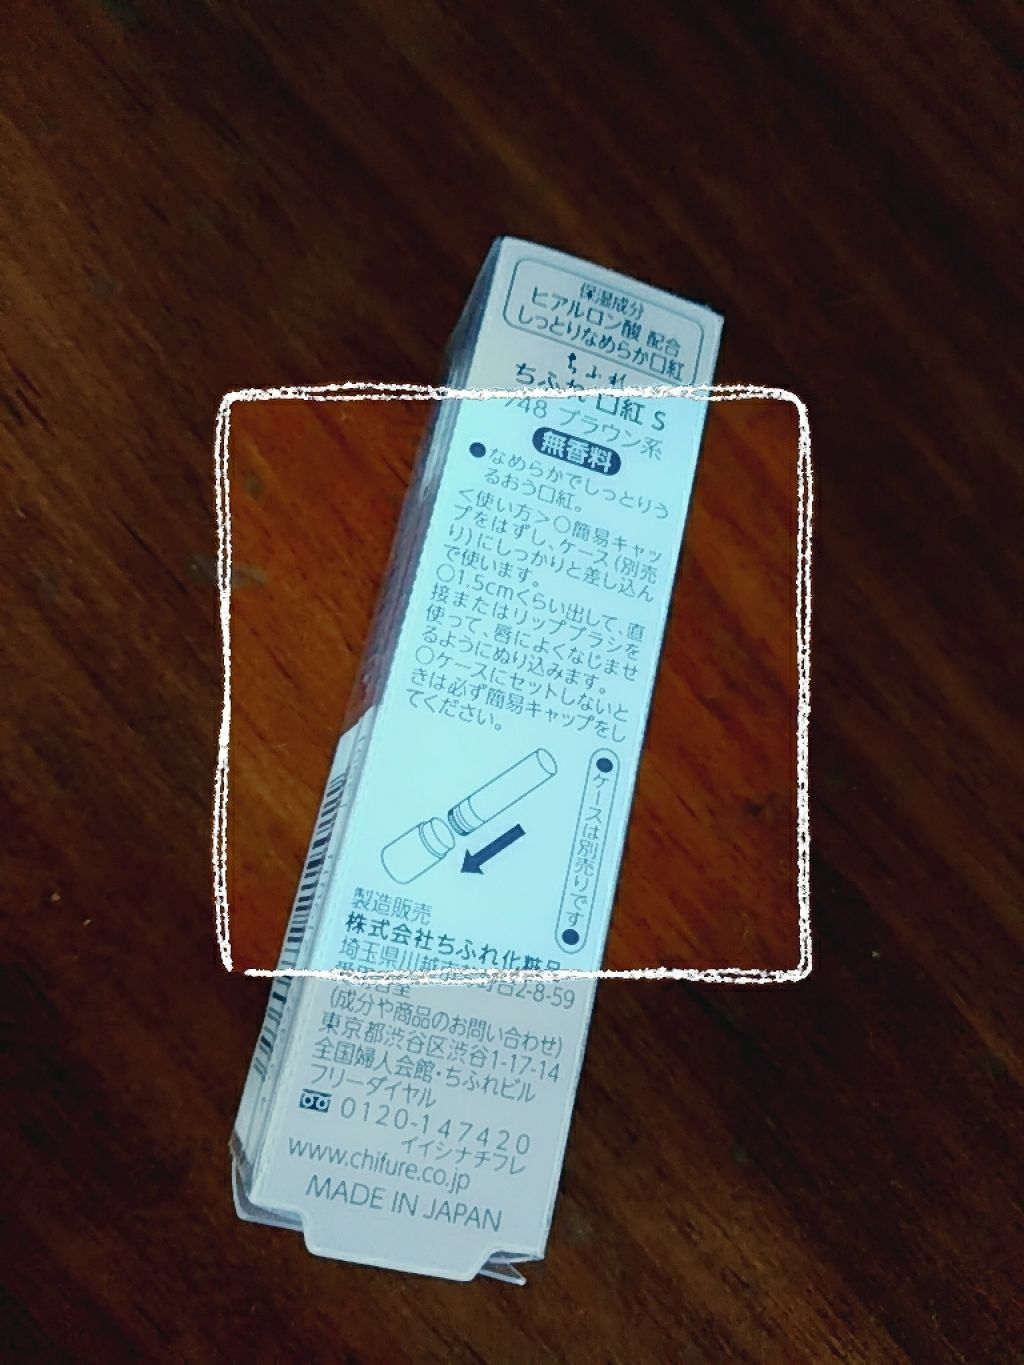 保湿成分
ヒアルロン酸 配合
しっとりなめらか口紅
ちふれ
ちふれ 口紅 S
748 ブラウン系
無香料
●なめらかでしっとりう
るおう口紅。
<使い方>○簡易キャッ
プをはずし、ケース(別売
り)にしっかりと差し込ん
で使います。
○1.5cmくらい出して、直
接またはリップブラシを
使って、唇によくなじませ
るようにぬり込みます。
○ケースにセットしないと
きは必ず簡易キャップをし
てください。
●ケースは別売りです●
製造販売
株式会社ちふれ化粧品
埼玉県川越市芳野台2-8-59
(成分や商品のお問い合わせ)
東京都渋谷区渋谷1-17-14
全国婦人会館・ちふれビル
フリーダイヤル
0120-147420
イイシナチフレ
www.chifure.co.jp
MADE IN JAPAN